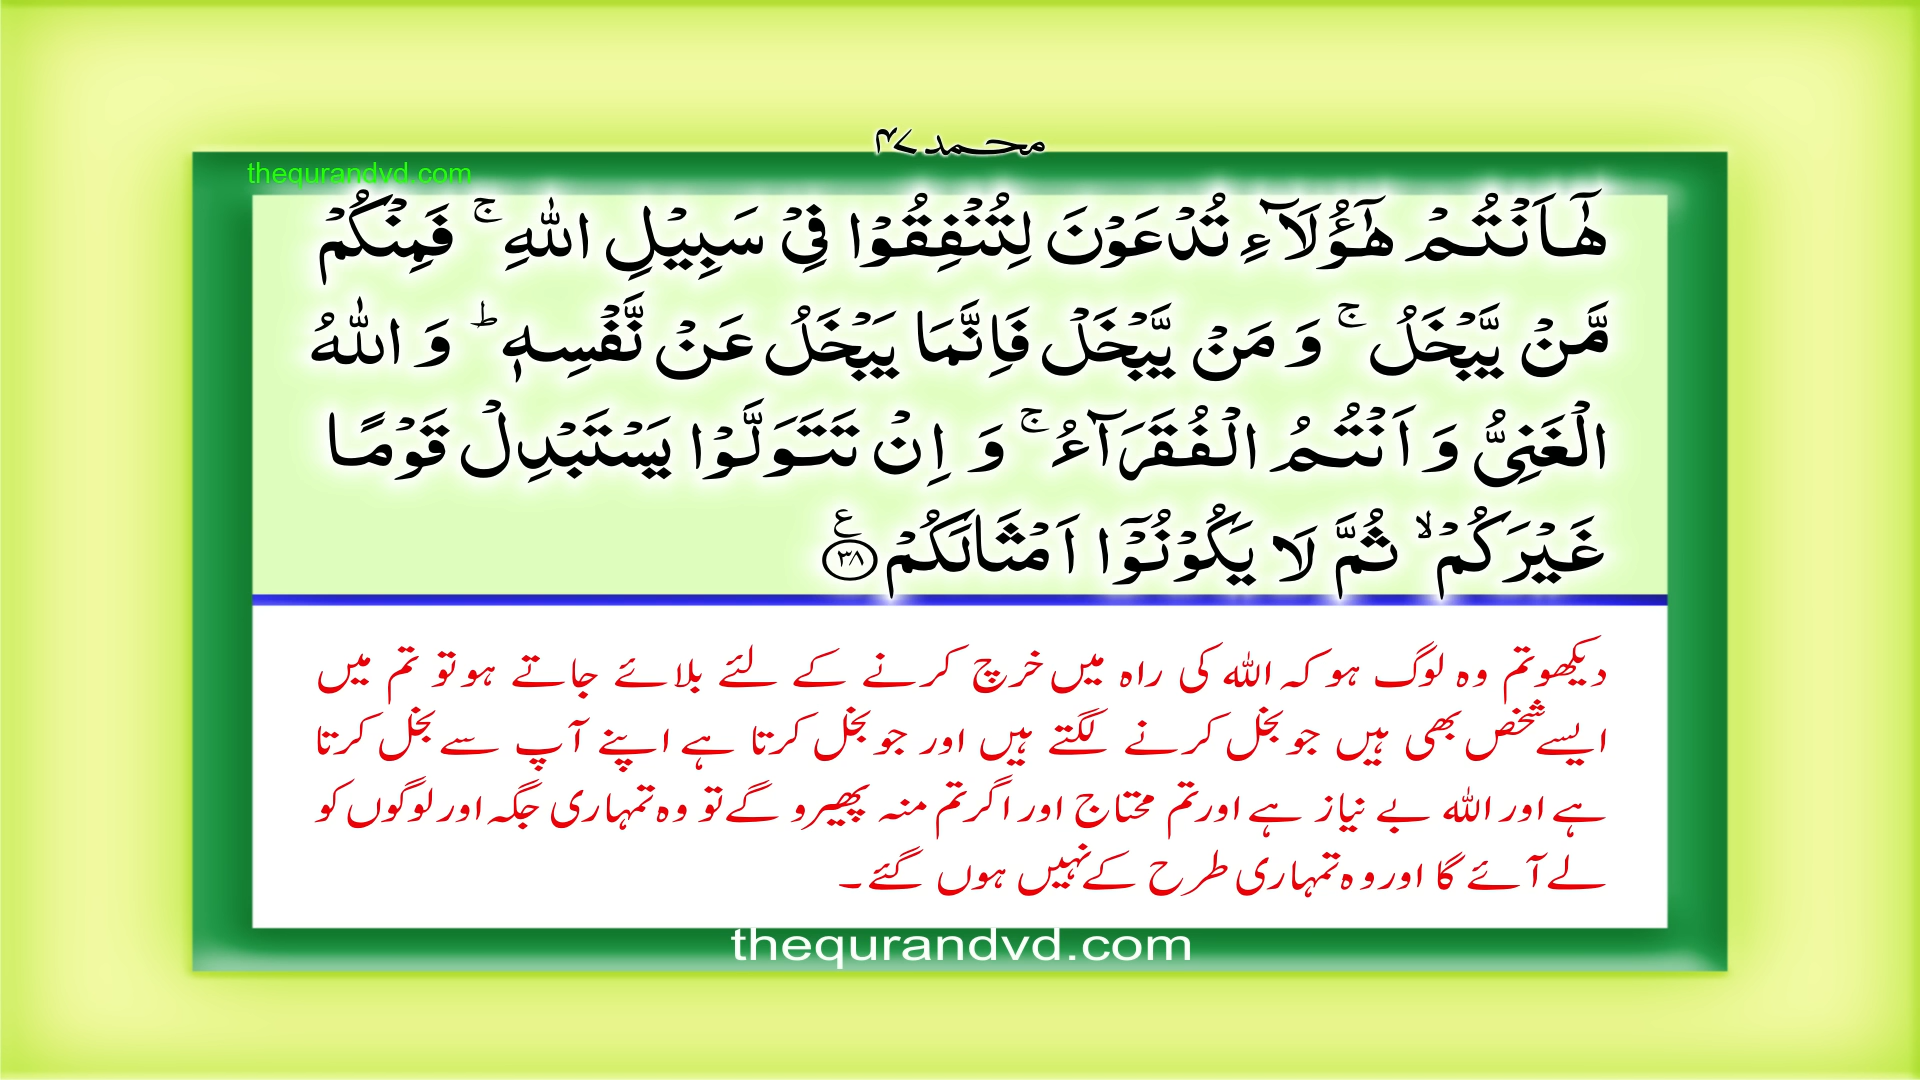 محمد ۴۷
thequrandvd.com
هٰۤاَنۡتُمۡ هٰۤؤُلَآءِ تُدۡعَوۡنَ لِتُنۡفِقُوۡا فِىۡ سَبِيۡلِ اللّٰهِ ۚ فَمِنۡكُمۡ
مَّنۡ يَّبۡخَلُ ۚ وَ مَنۡ يَّبۡخَلۡ فَاِنَّمَا يَبۡخَلُ عَنۡ نَّفۡسِهٖ ؕ وَ اللّٰهُ
الۡغَنِىُّ وَ اَنۡتُمُ الۡفُقَرَآءُ ۚ وَ اِنۡ تَتَوَلَّوۡا يَسۡتَبۡدِلۡ قَوۡمًا
غَيۡرَكُمۡ ۙ ثُمَّ لَا يَكُوۡنُوۡۤا اَمۡثَالَكُمۡ ع ۳۸
دیکھو تم وہ لوگ ہو کہ اللہ کی راہ میں خرچ کرنے کے لئے بلائے جاتے ہو تو تم میں
ایسے شخص بھی ہیں جو بخل کرنے لگتے ہیں اور جو بخل کرتا ہے اپنے آپ سے بخل کرتا
ہے اور اللہ بے نیاز ہے اور تم محتاج اور اگر تم منہ پھیرو گے تو وہ تمہاری جگہ اور لوگوں کو
لے آئے گا اور وہ تمہاری طرح کے نہیں ہوں گئے۔
thequrandvd.com